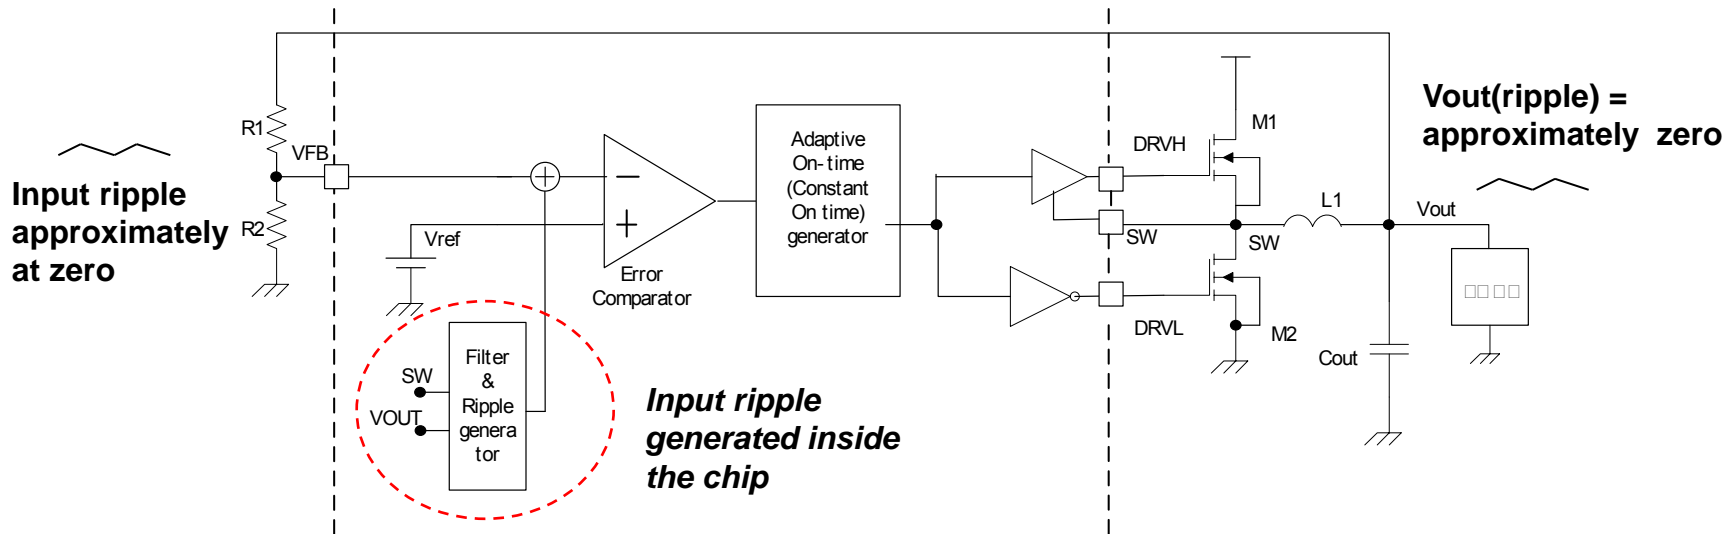 R1
VFB
Input ripple
approximately
at zero
R2
Vref
Error
Comparator
Adaptive
On-time
(Constant
On time)
generator
DRVH
M1
SW
SW
L1
Vout
DRVL
M2
Cout
Vout(ripple) =
approximately zero
SW
VOUT
Filter
&
Ripple
genera
tor
Input ripple
generated inside
the chip